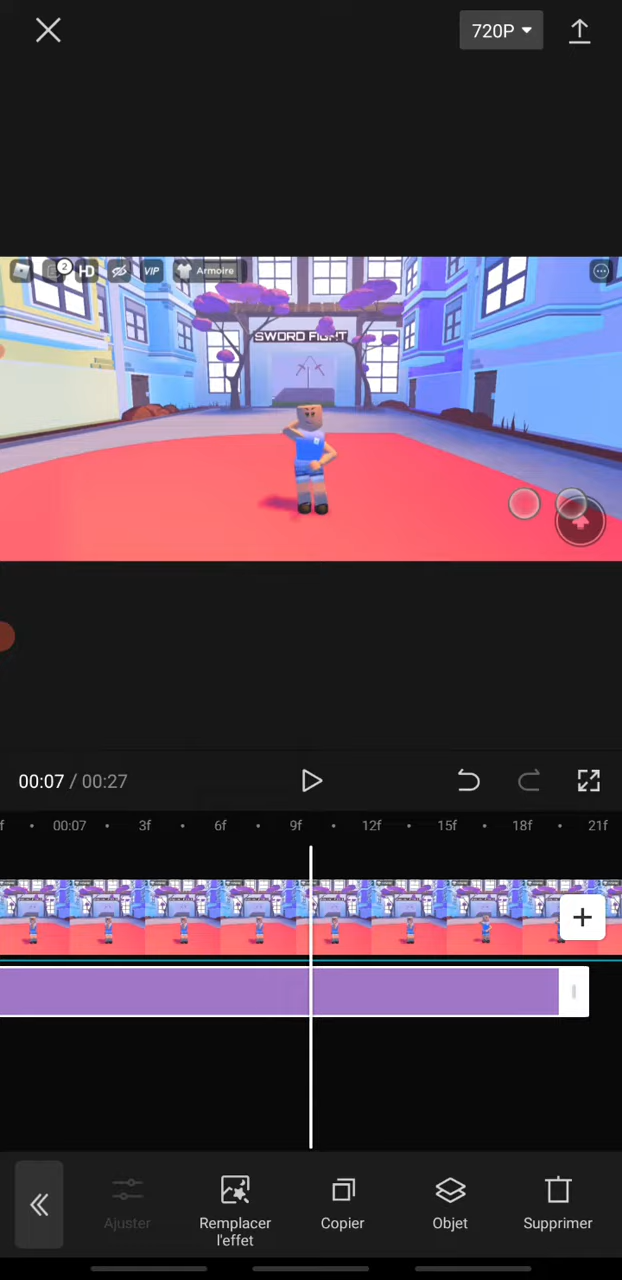 720P
2
HD
VIP
Armoire
SWORD FIGHT
00:07 / 00:27
f
00:07
3f
6f
9f
12f
15f
18f
21f
Ajuster
Remplacer
l'effet
Copier
Objet
Supprimer